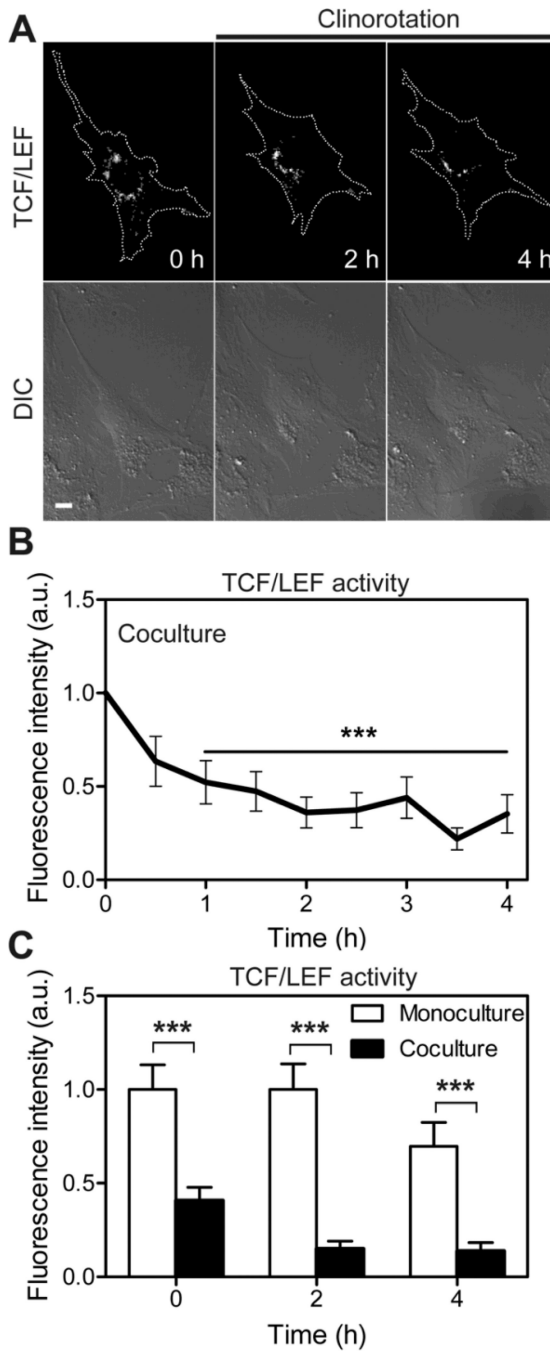 A
Clinorotation
TCF/LEF
0 h
2 h
4 h
DIC
B
TCF/LEF activity
Fluorescence intensity (a.u.)
1.5
1.0
0.5
0.0
Coculture
***
0 1 2 3 4
Time (h)
C
TCF/LEF activity
Fluorescence intensity (a.u.)
1.5
1.0
0.5
0.0
Monoculture
Coculture
*** *** ***
0 2 4
Time (h)